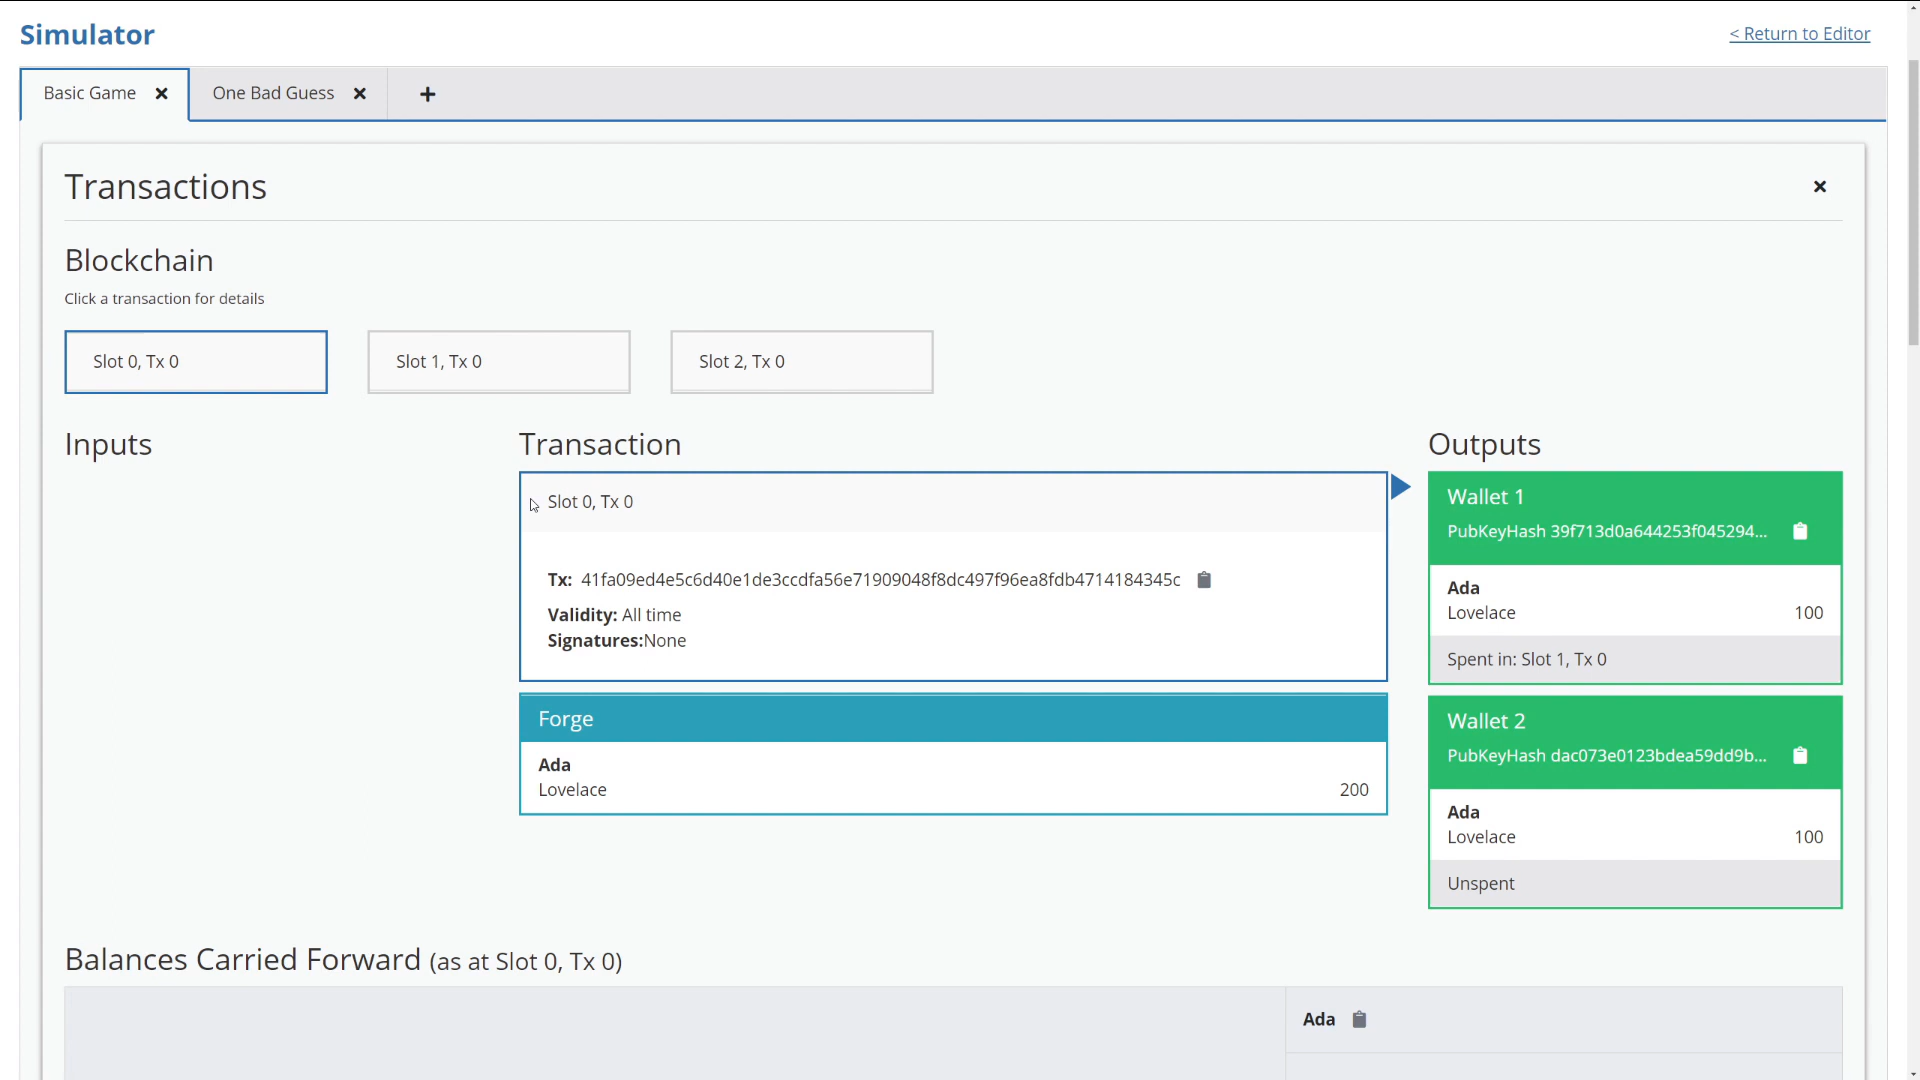 Simulator
< Return to Editor
Basic Game
One Bad Guess
Transactions
Blockchain
Click a transaction for details
Slot 0, Tx 0
Slot 1, Tx 0
Slot 2, Tx 0
Inputs
Transaction
Slot 0, Tx 0
Tx: 41fa09ed4e5c6d40e1de3ccdfa56e71909048f8dc497f96ea8fdb4714184345c
Validity: All time
Signatures:None
Forge
Ada
Lovelace 200
Outputs
Wallet 1
PubKeyHash 39f713d0a644253f045294...
Ada
Lovelace 100
Spent in: Slot 1, Tx 0
Wallet 2
PubKeyHash dac073e0123bdea59dd9b...
Ada
Lovelace 100
Unspent
Balances Carried Forward (as at Slot 0, Tx 0)
Ada